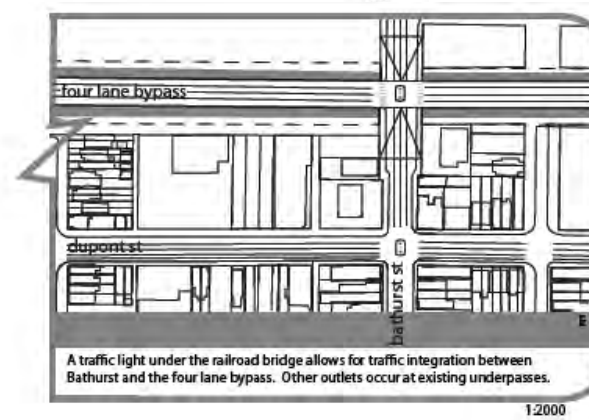 four lane bypass
dupont st
bathurst st
E
A traffic light under the railroad bridge allows for traffic integration between
Bathurst and the four lane bypass. Other outlets occur at existing underpasses.
1:2000